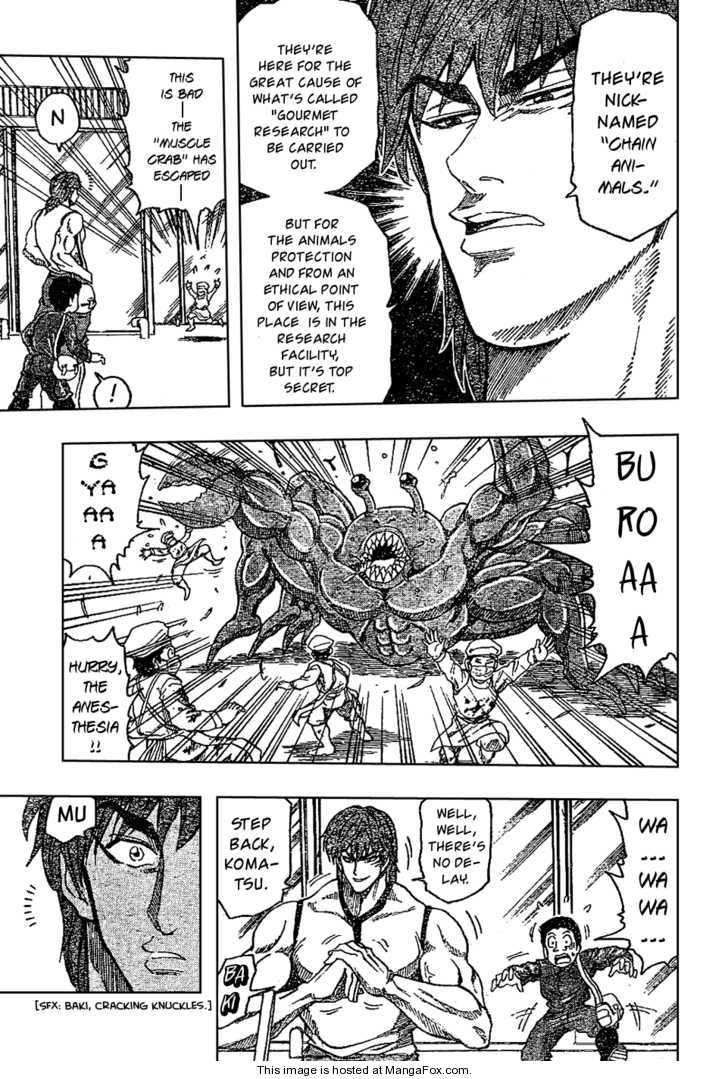 THEY'RE
NICK-
NAMED
"CHAIN
ANI-
MALS."
THEY'RE
HERE FOR THE
GREAT CAUSE OF
WHAT'S CALLED
"GOURMET
RESEARCH" TO
BE CARRIED
OUT.
BUT FOR
THE ANIMALS
PROTECTION
AND FROM AN
ETHICAL POINT
OF VIEW, THIS
PLACE IS IN THE
RESEARCH
FACILITY,
BUT IT'S TOP
SECRET.
THIS
IS BAD
THE
"MUSCLE
CRAB" HAS
ESCAPED
N
!
BU
RO
AA
A
G
YA
AA
A
HURRY,
THE
ANES-
THESIA
!!
WA
...
WA
WA
...
WELL,
WELL,
THERE'S
NO DE-
LAY.
STEP
BACK,
KOMA-
TSU.
BA
KI
MU
[SFX: BAKI, CRACKING KNUCKLES.]
This image is hosted at MangaFox.com.